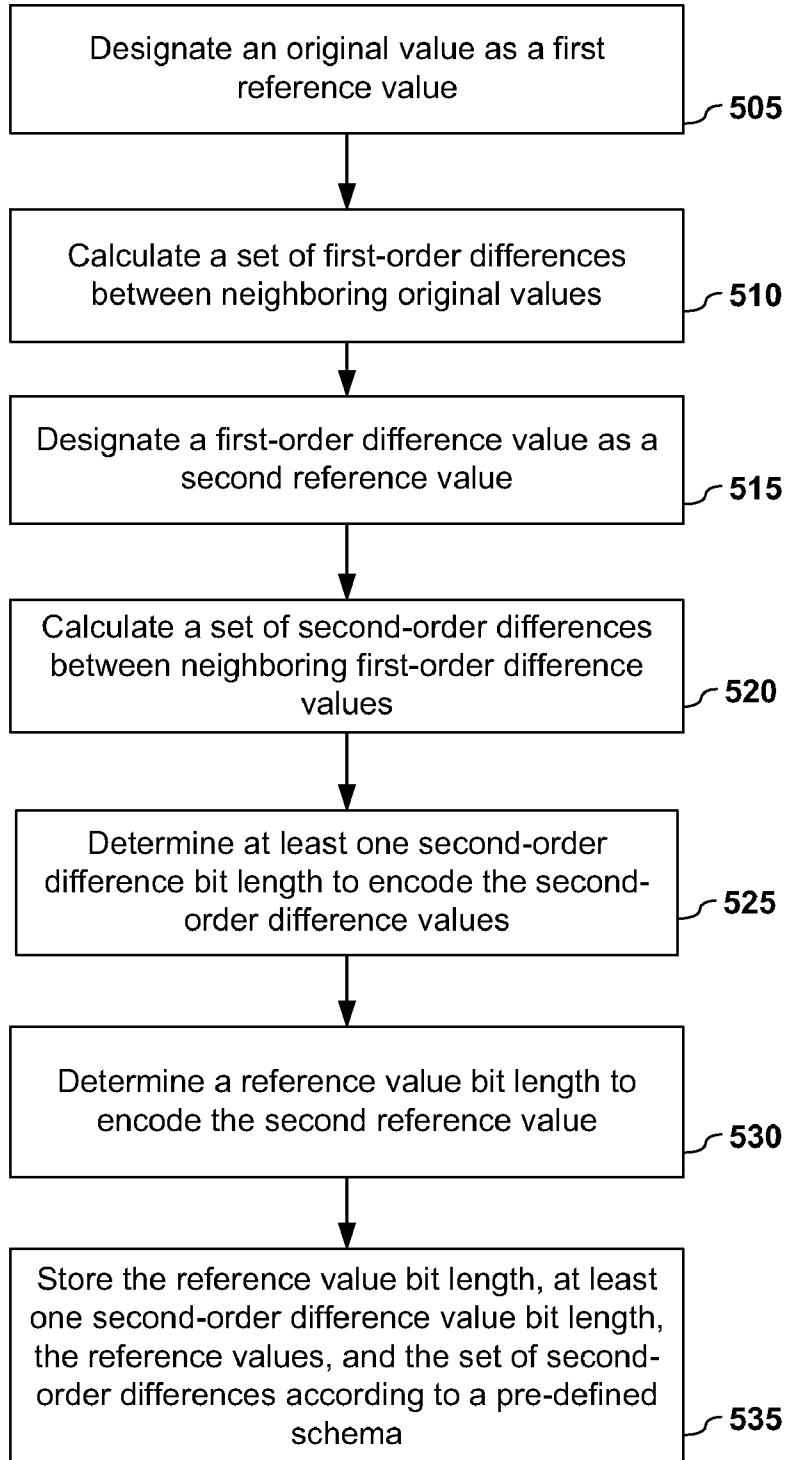 Designate an original value as a first
reference value
505
Calculate a set of first-order differences
between neighboring original values
510
Designate a first-order difference value as a
second reference value
515
Calculate a set of second-order differences
between neighboring first-order difference
values
520
Determine at least one second-order
difference bit length to encode the second-
order difference values
525
Determine a reference value bit length to
encode the second reference value
530
Store the reference value bit length, at least
one second-order difference value bit length,
the reference values, and the set of second-
order differences according to a pre-defined
schema
535